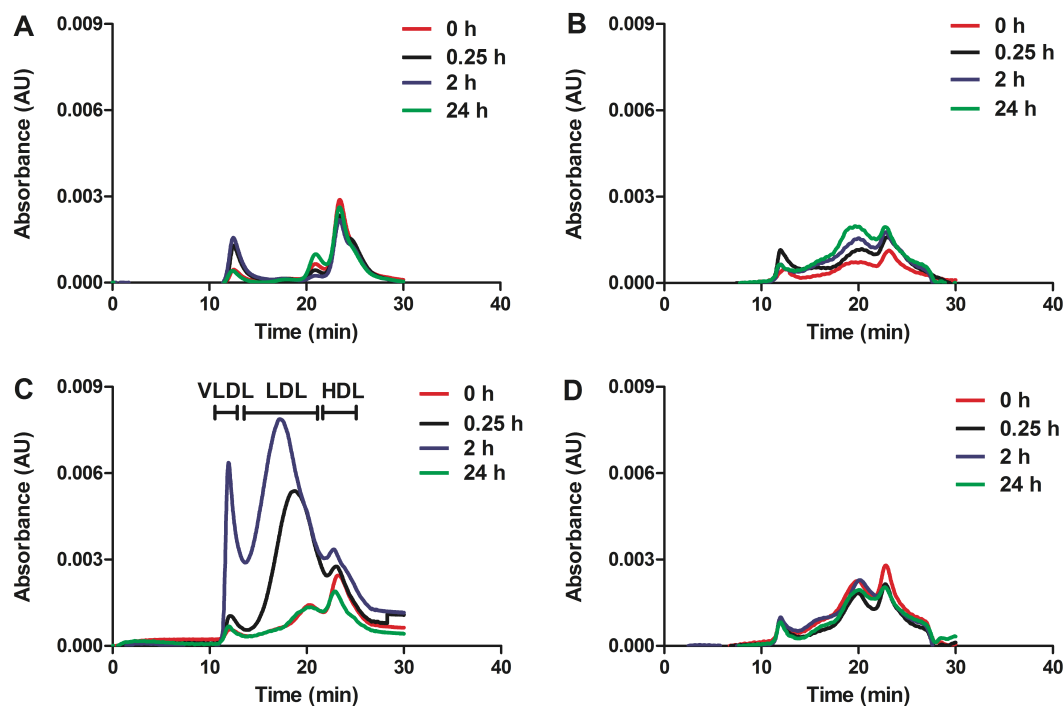 A
Absorbance (AU)
0.009
0.006
0.003
0.000
0
10
20
30
40
Time (min)
0 h
0.25 h
2 h
24 h
B
Absorbance (AU)
0.009
0.006
0.003
0.000
0
10
20
30
40
Time (min)
0 h
0.25 h
2 h
24 h
C
Absorbance (AU)
0.009
0.006
0.003
0.000
0
10
20
30
40
Time (min)
VLDL LDL HDL
0 h
0.25 h
2 h
24 h
D
Absorbance (AU)
0.009
0.006
0.003
0.000
0
10
20
30
40
Time (min)
0 h
0.25 h
2 h
24 h